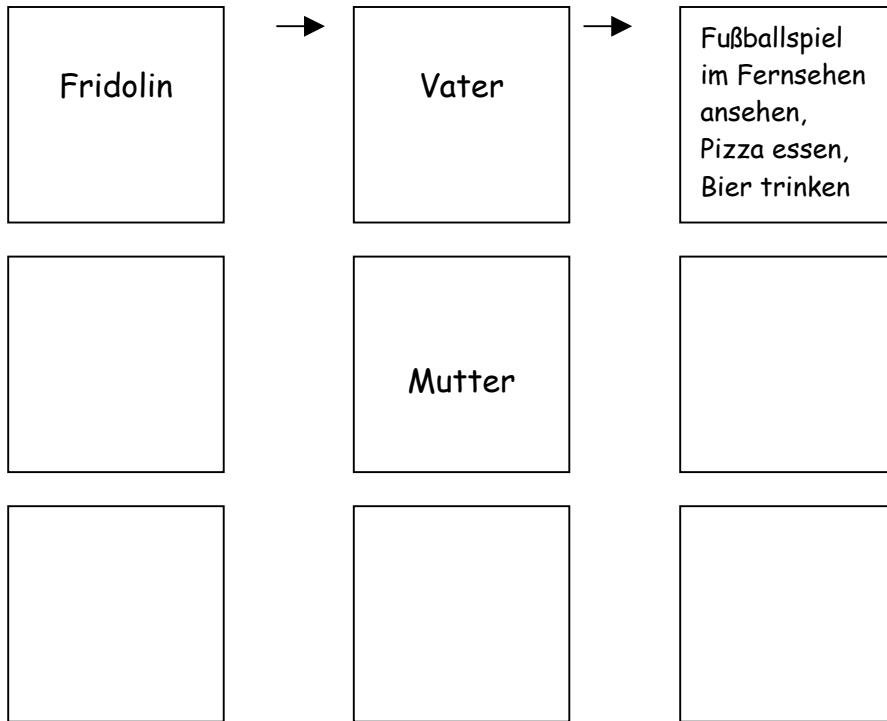 Fridolin
Vater
Fußballspiel
im Fernsehen
ansehen,
Pizza essen,
Bier trinken
Mutter